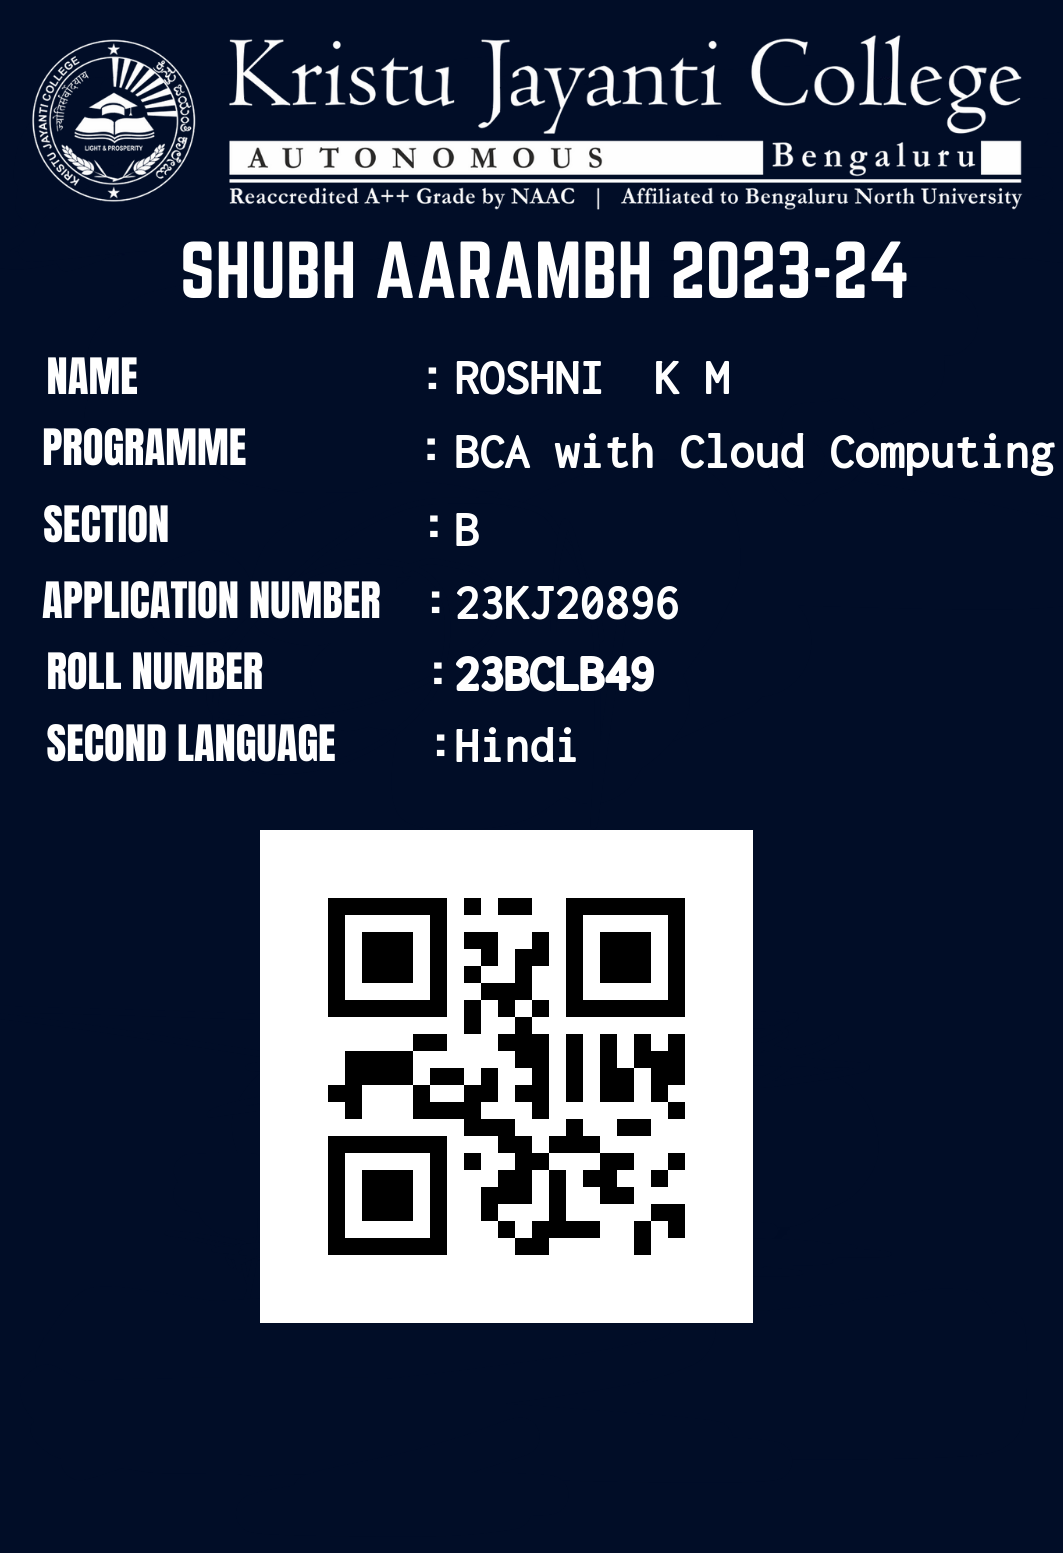 KRISTU JAYANTI COLLEGE
ಕ್ರಿಸ್ತು ಜಯಂತಿ ಕಾಲೇಜು
ज्योतिर्समृद्धिश्च
LIGHT & PROSPERITY
Kristu Jayanti College
AUTONOMOUS Bengaluru
Reaccredited A++ Grade by NAAC | Affiliated to Bengaluru North University
SHUBH AARAMBH 2023-24
NAME : ROSHNI K M
PROGRAMME : BCA with Cloud Computing
SECTION : B
APPLICATION NUMBER : 23KJ20896
ROLL NUMBER : 23BCLB49
SECOND LANGUAGE : Hindi